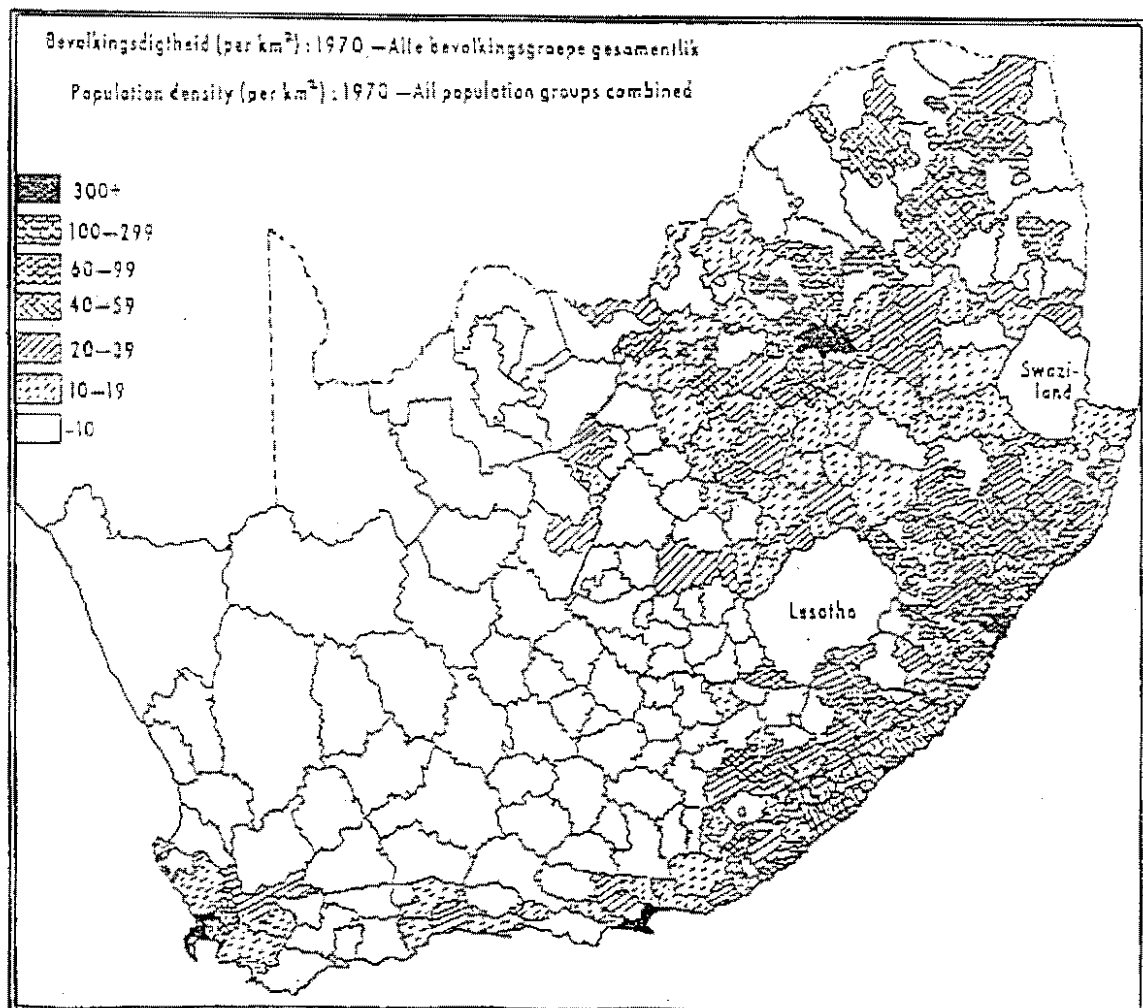 Bevolkingsdigtheid (per km²) : 1970 — Alle bevolkingsgroepe gesamentlik
Population density (per km²) : 1970 — All population groups combined
300+
100—299
60—99
40—59
20—39
10—19
-10
Swazi-
land
Lesotho